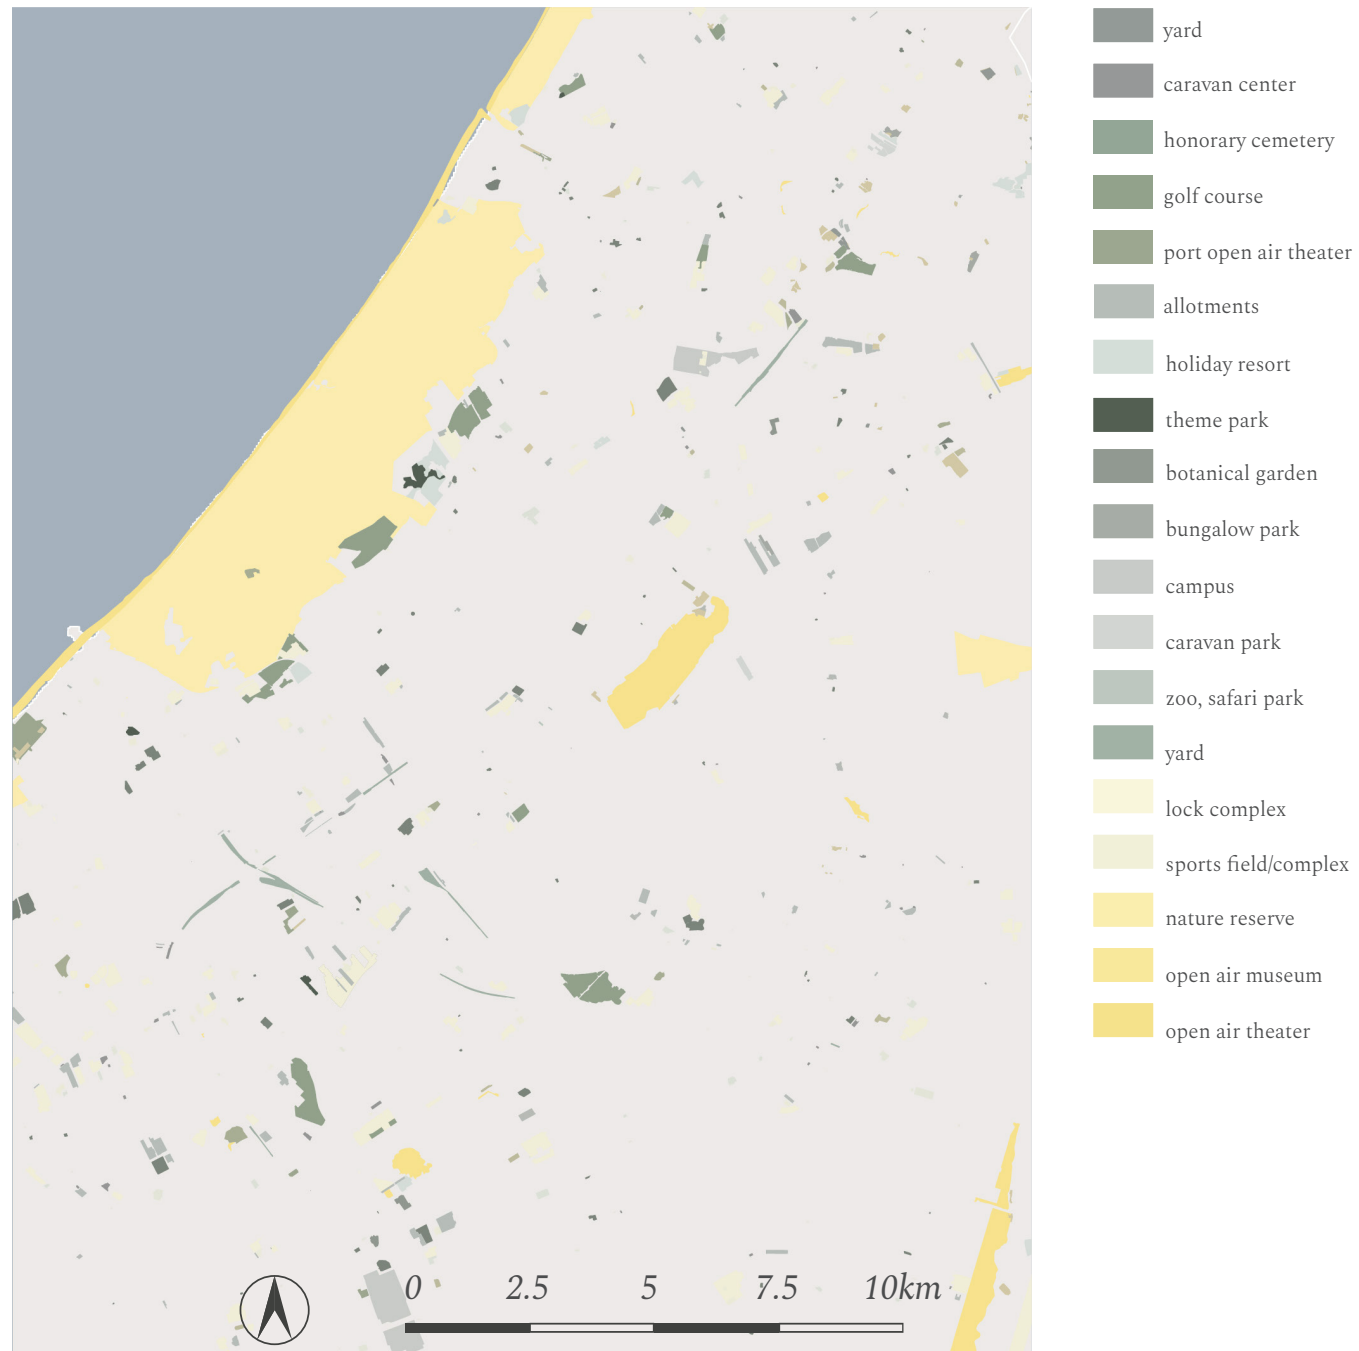 yard
caravan center
honorary cemetery
golf course
port open air theater
allotments
holiday resort
theme park
botanical garden
bungalow park
campus
caravan park
zoo, safari park
yard
lock complex
sports field/complex
nature reserve
open air museum
open air theater
0 2.5 5 7.5 10km